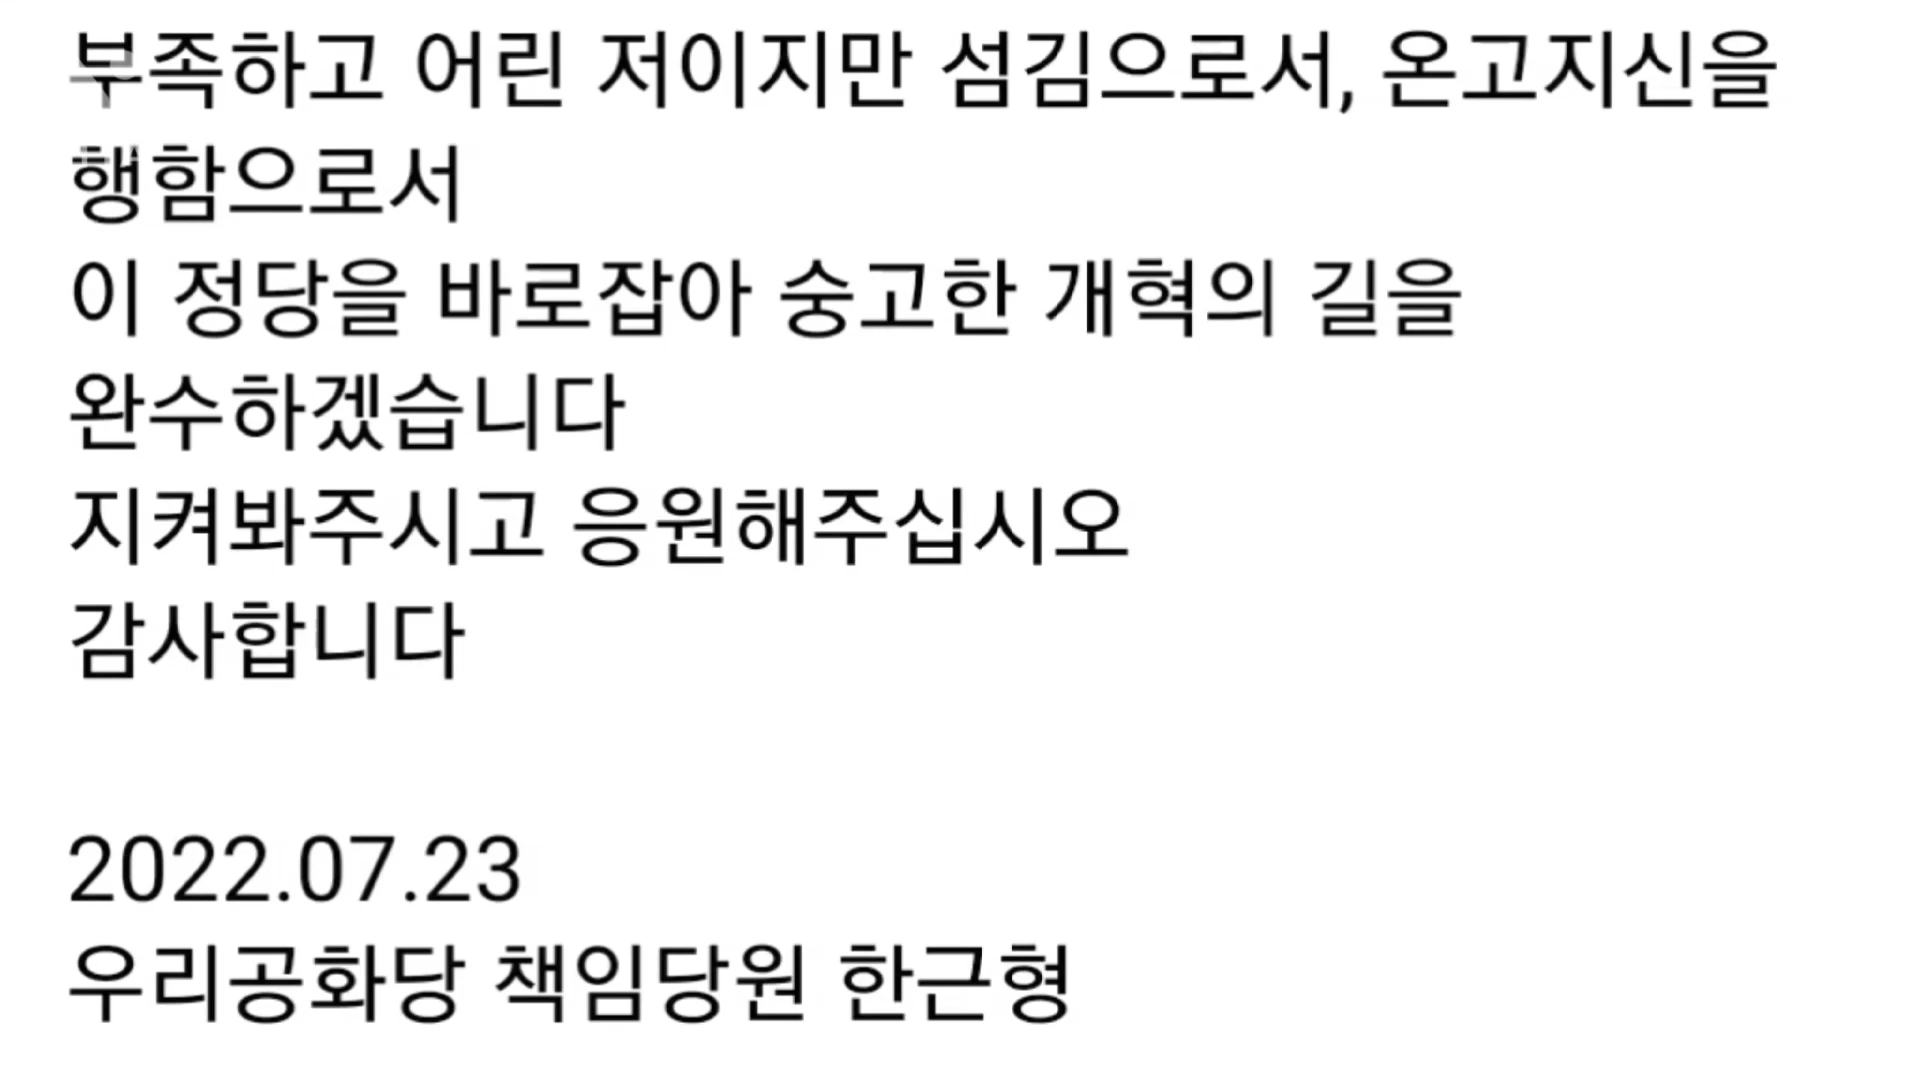 부족하고 어린 저이지만 섬김으로서, 온고지신을
행함으로서
이 정당을 바로잡아 숭고한 개혁의 길을
완수하겠습니다
지켜봐주시고 응원해주십시오
감사합니다
2022.07.23
우리공화당 책임당원 한근형